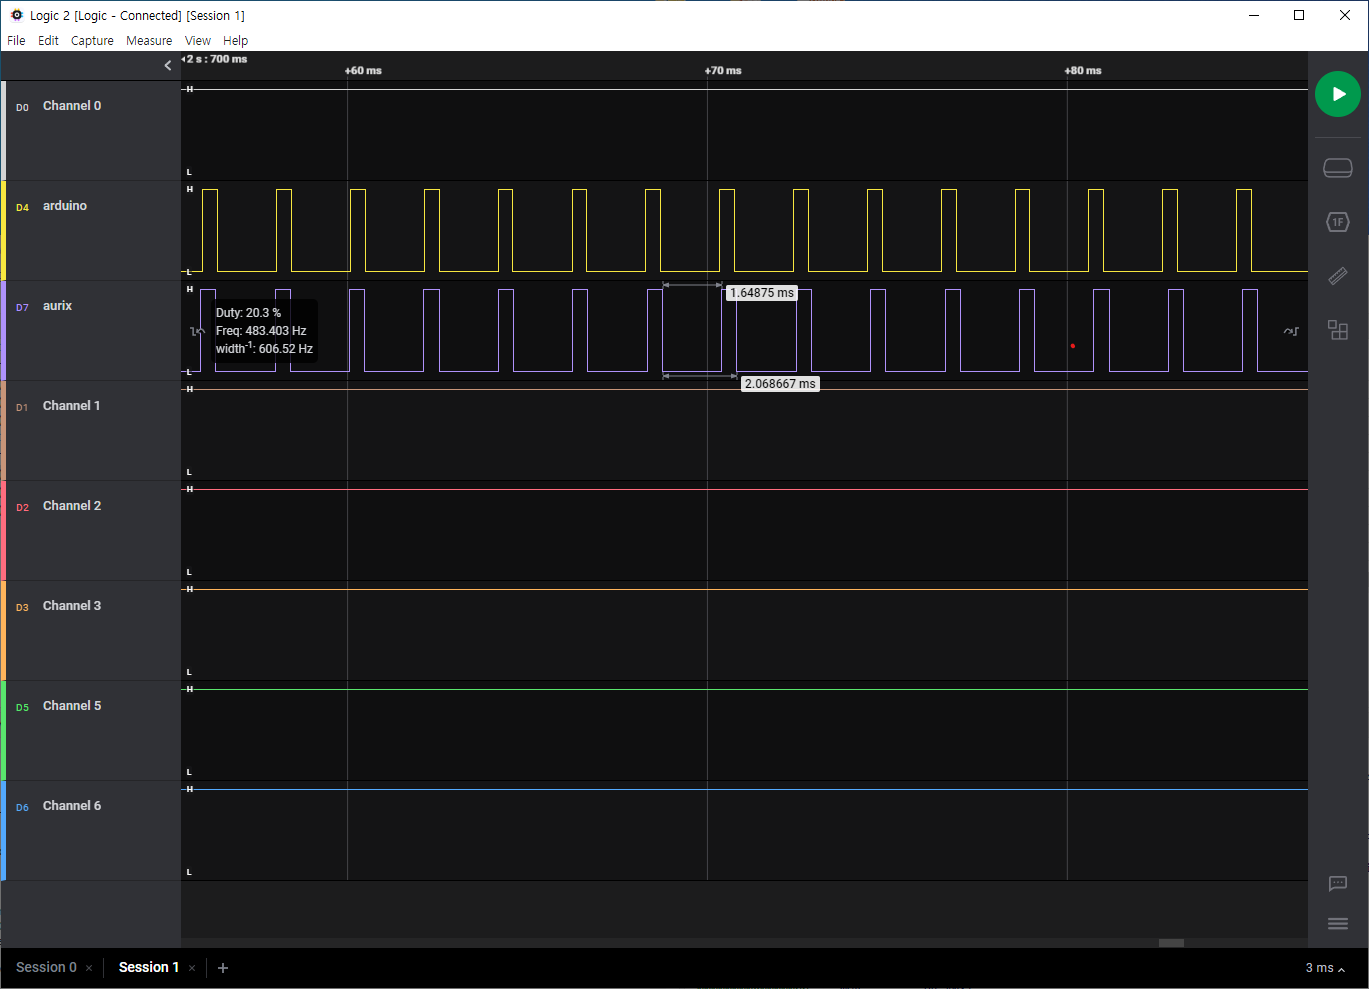 Logic 2 [Logic - Connected] [Session 1]
File Edit Capture Measure View Help
2 s : 700 ms
+60 ms +70 ms +80 ms
D0 Channel 0
H
L
D4 arduino
H
L
D7 aurix
H
L
1.64875 ms
Duty: 20.3 %
Freq: 483.403 Hz
width-1: 606.52 Hz
2.068667 ms
D1 Channel 1
H
L
D2 Channel 2
H
L
D3 Channel 3
H
L
D5 Channel 5
H
L
D6 Channel 6
H
L
1F
Session 0 × Session 1 × +
3 ms